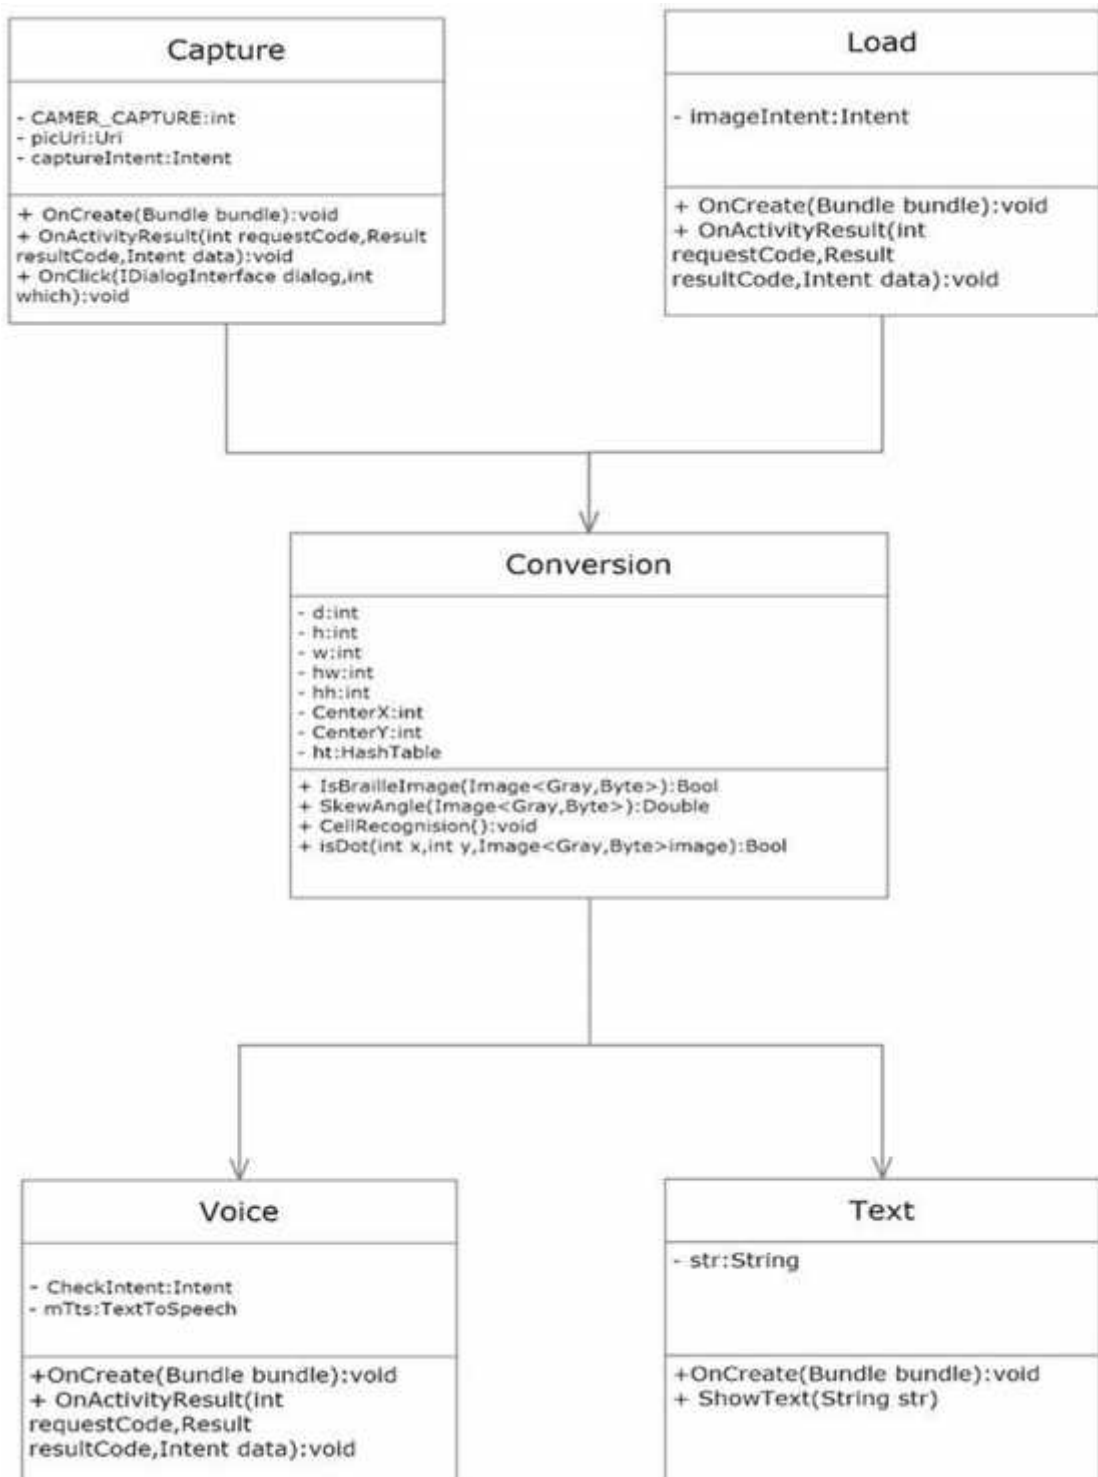 Capture
- CAMER_CAPTURE:int
- picUri:Uri
- captureIntent:Intent
+ OnCreate(Bundle bundle):void
+ OnActivityResult(int requestCode,Result
resultCode,Intent data):void
+ OnClick(IDialogInterface dialog,int
which):void
Load
- imageIntent:Intent
+ OnCreate(Bundle bundle):void
+ OnActivityResult(int
requestCode,Result
resultCode,Intent data):void
Conversion
- d:int
- h:int
- w:int
- hw:int
- hh:int
- CenterX:int
- CenterY:int
- ht:HashTable
+ IsBrailleImage(Image<Gray,Byte>):Bool
+ SkewAngle(Image<Gray,Byte>):Double
+ CellRecognision():void
+ isDot(int x,int y,Image<Gray,Byte>image):Bool
Voice
- CheckIntent:Intent
- mTts:TextToSpeech
+OnCreate(Bundle bundle):void
+ OnActivityResult(int
requestCode,Result
resultCode,Intent data):void
Text
- str:String
+OnCreate(Bundle bundle):void
+ ShowText(String str)